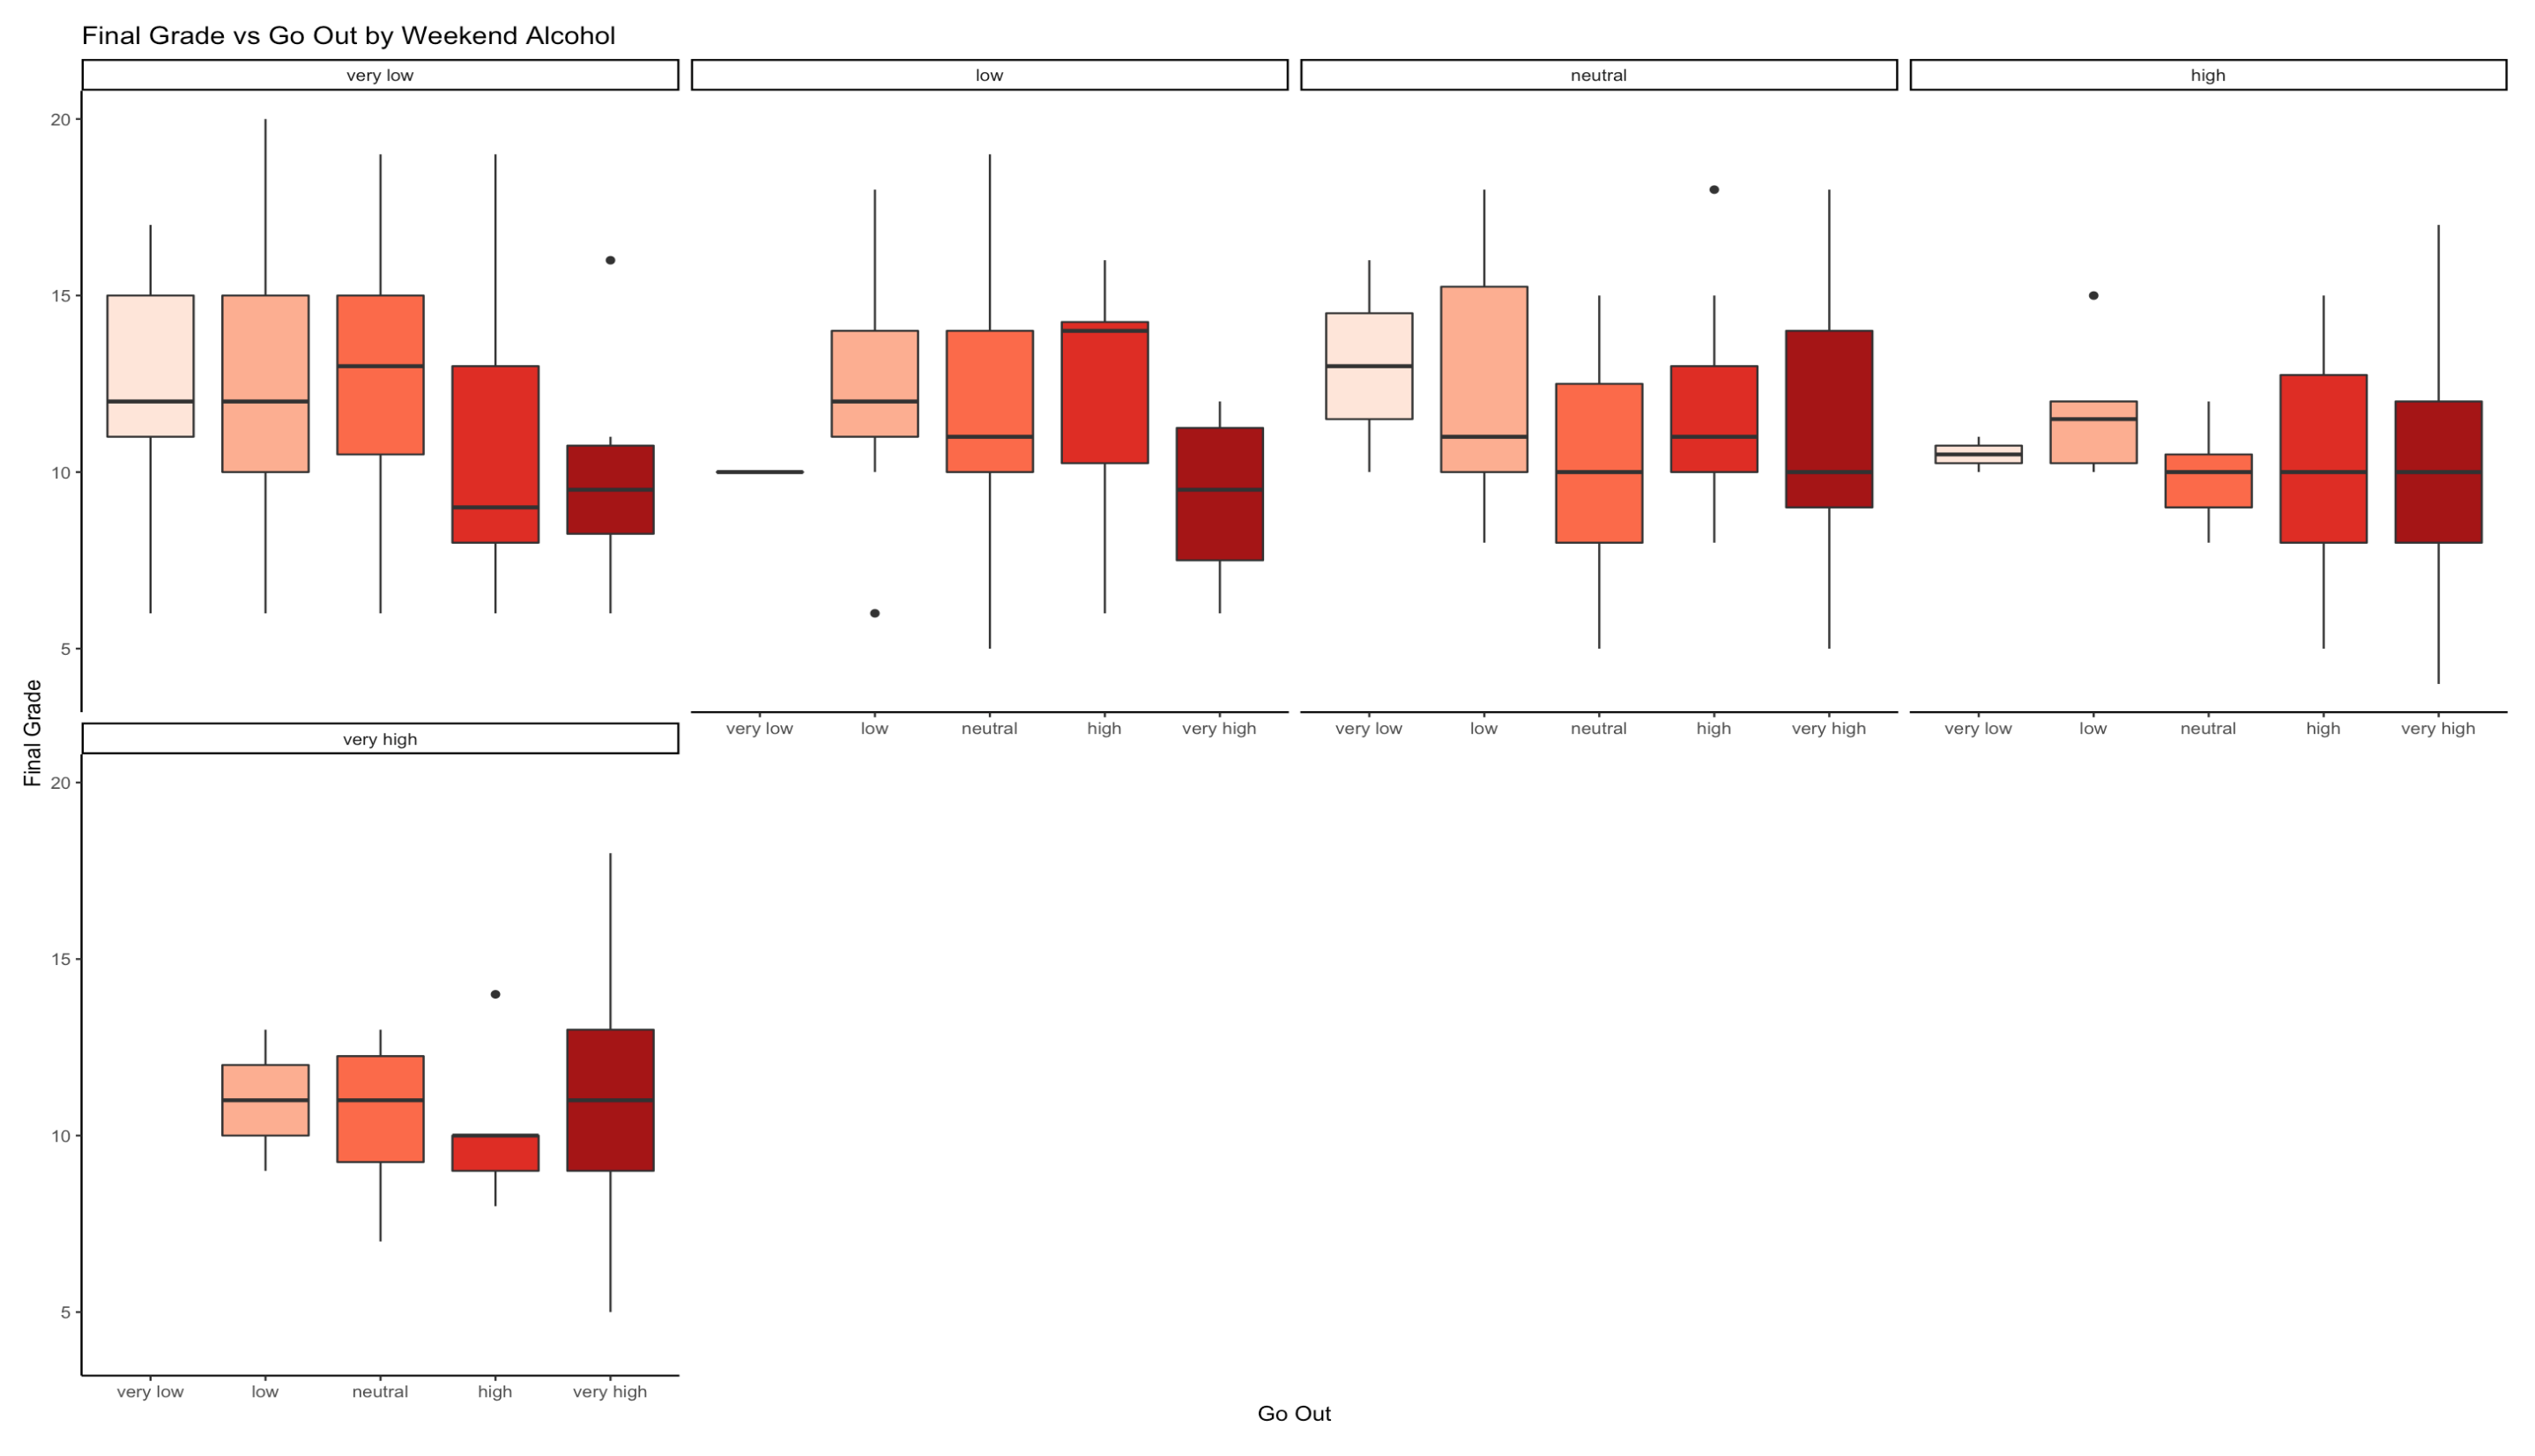 Final Grade vs Go Out by Weekend Alcohol
very low
low
neutral
high
20
15
10
5
very low low neutral high very high
very low low neutral high very high
very low low neutral high very high
Final Grade
very high
20
15
10
5
very low low neutral high very high
Go Out